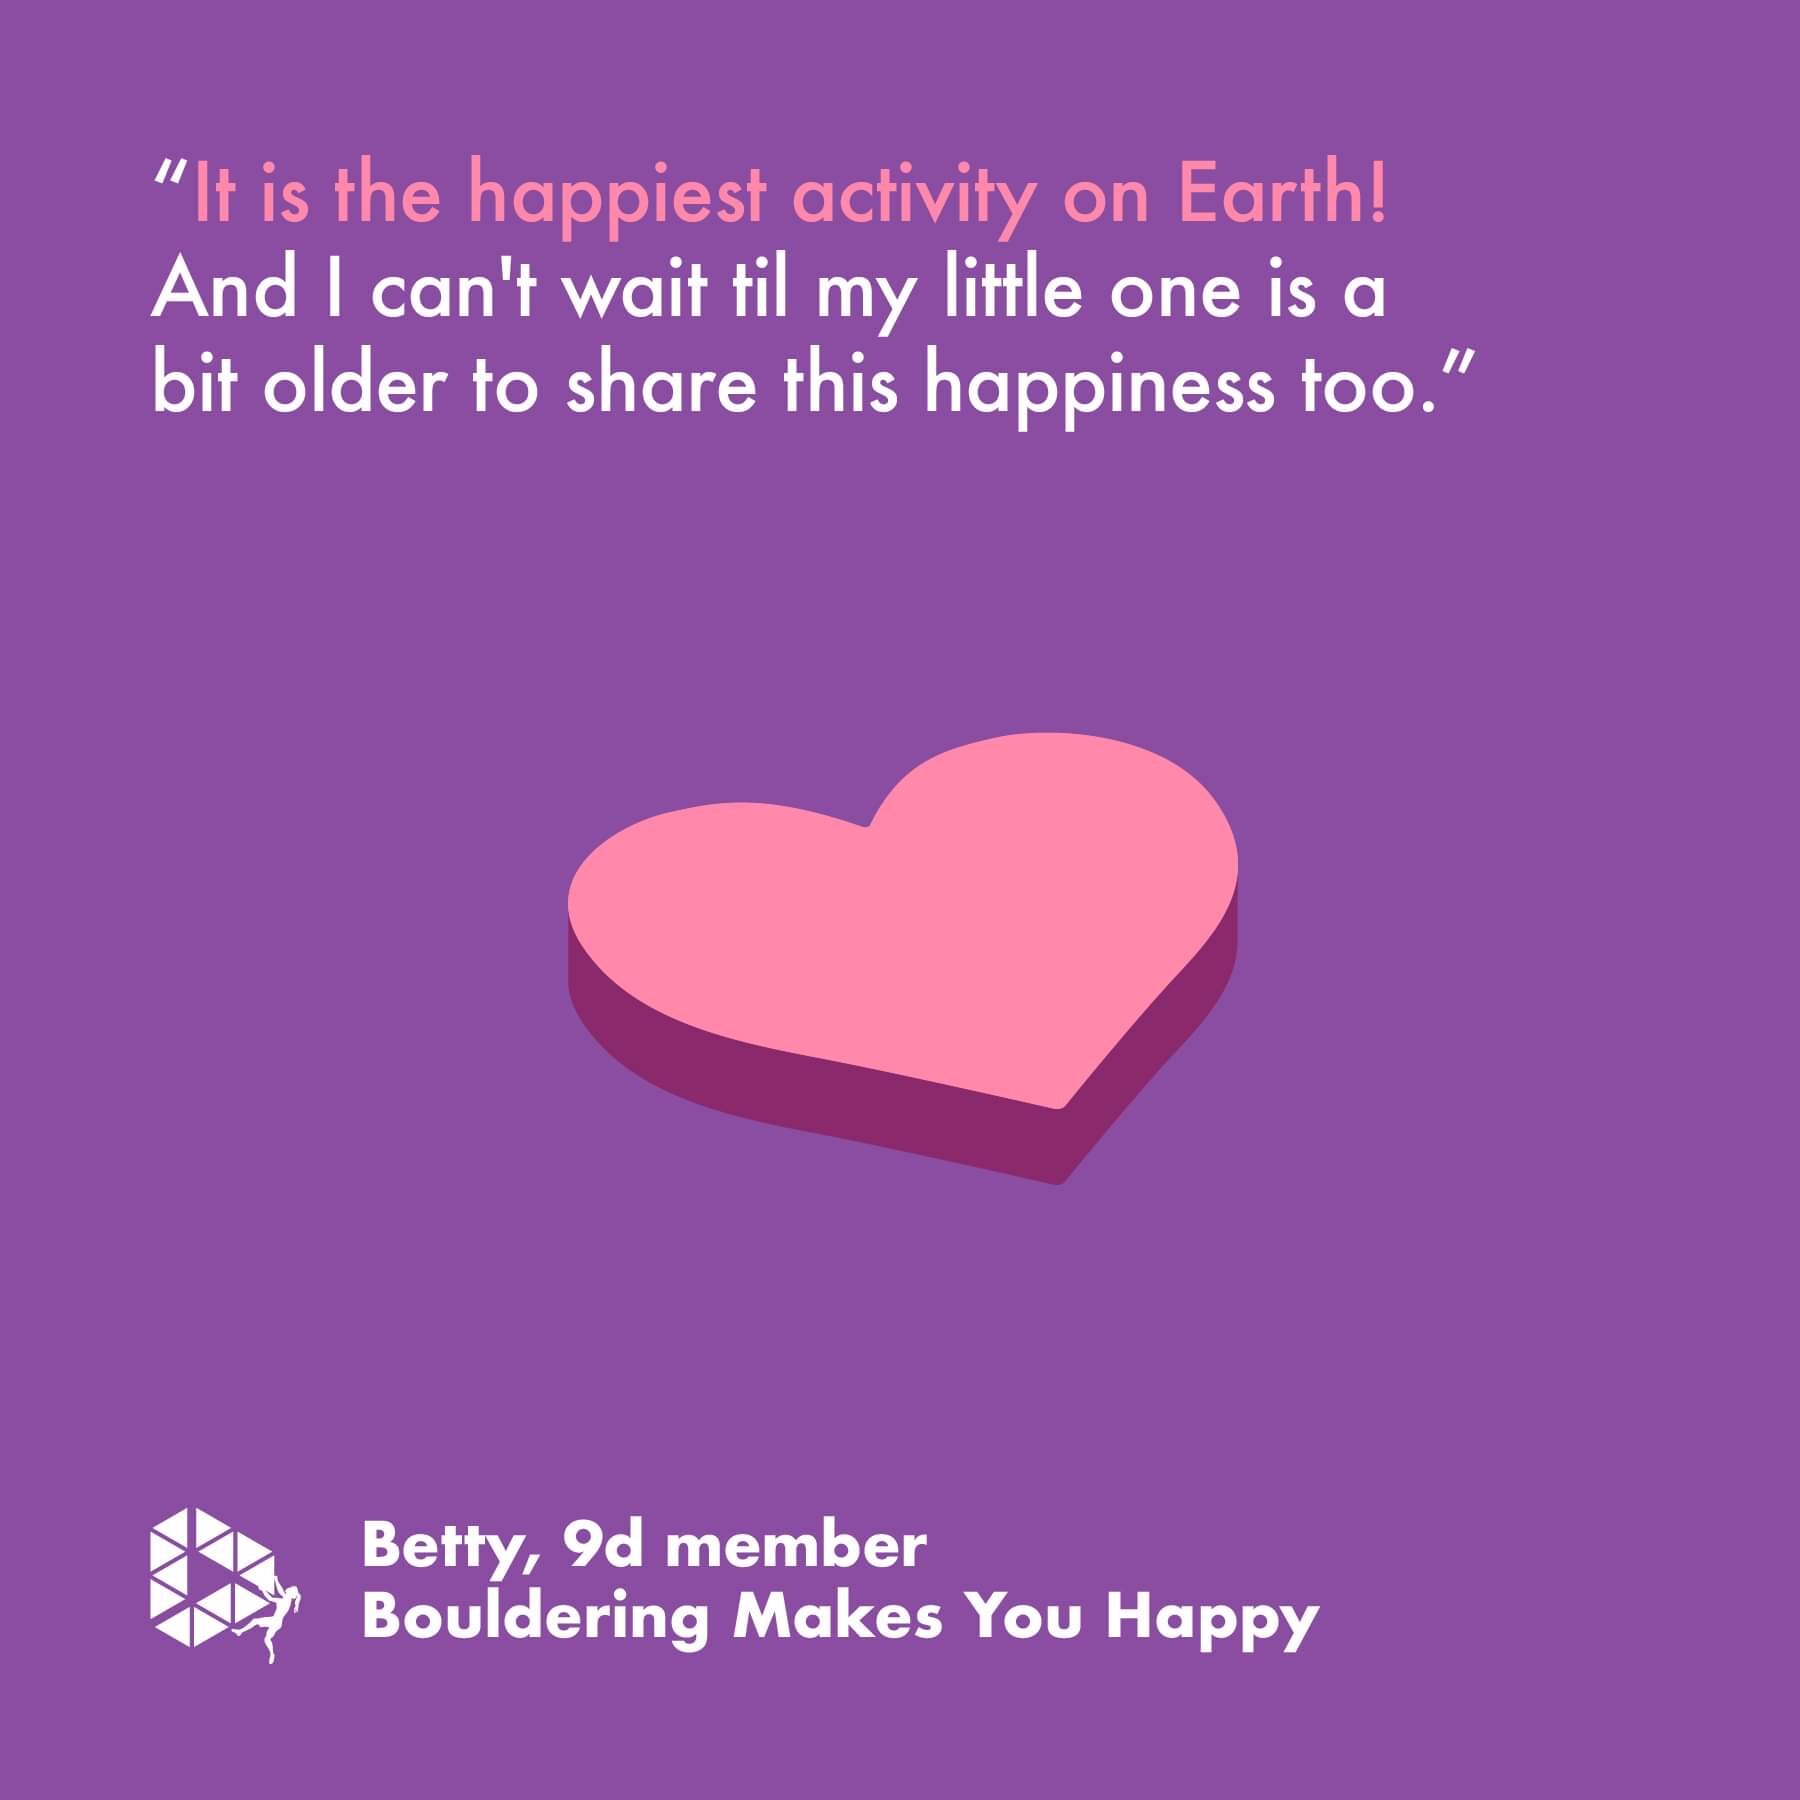 “It is the happiest activity on Earth!
And I can't wait til my little one is a
bit older to share this happiness too.”
Betty, 9d member
Bouldering Makes You Happy